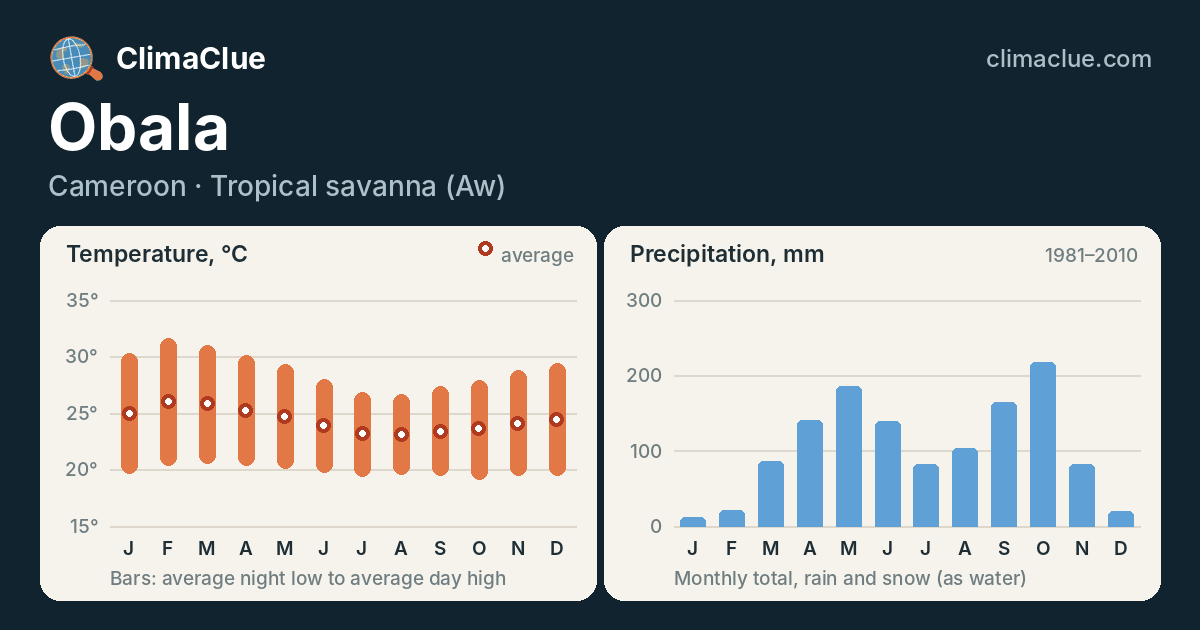 ClimaClue
climaclue.com
Obala
Cameroon · Tropical savanna (Aw)
Temperature, °C
average
35°
30°
25°
20°
15°
J F M A M J J A S O N D
Bars: average night low to average day high
Precipitation, mm
1981–2010
300
200
100
0
J F M A M J J A S O N D
Monthly total, rain and snow (as water)